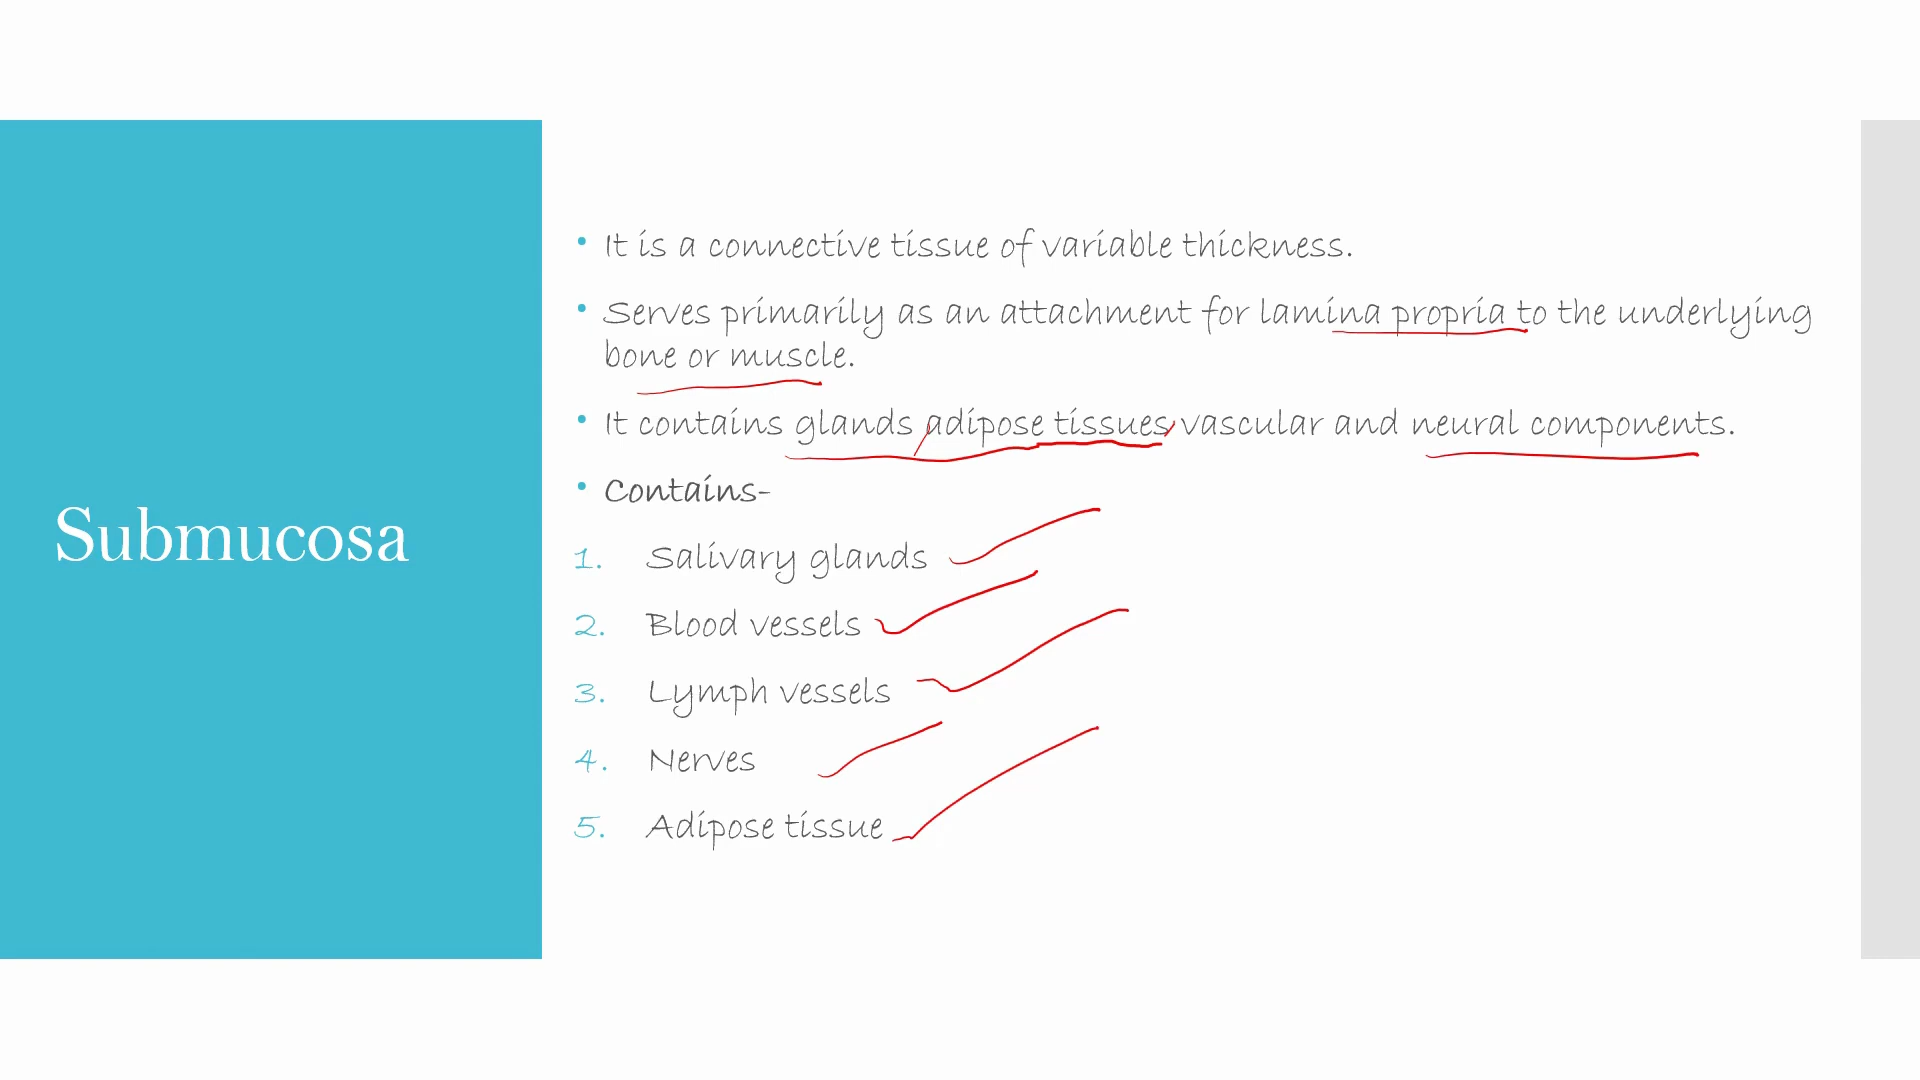 Submucosa
• It is a connective tissue of variable thickness.
• Serves primarily as an attachment for lamina propria to the underlying
bone or muscle.
• It contains glands adipose tissues, vascular and neural components.
• Contains-
1. Salivary glands
2. Blood vessels
3. Lymph vessels
4. Nerves
5. Adipose tissue